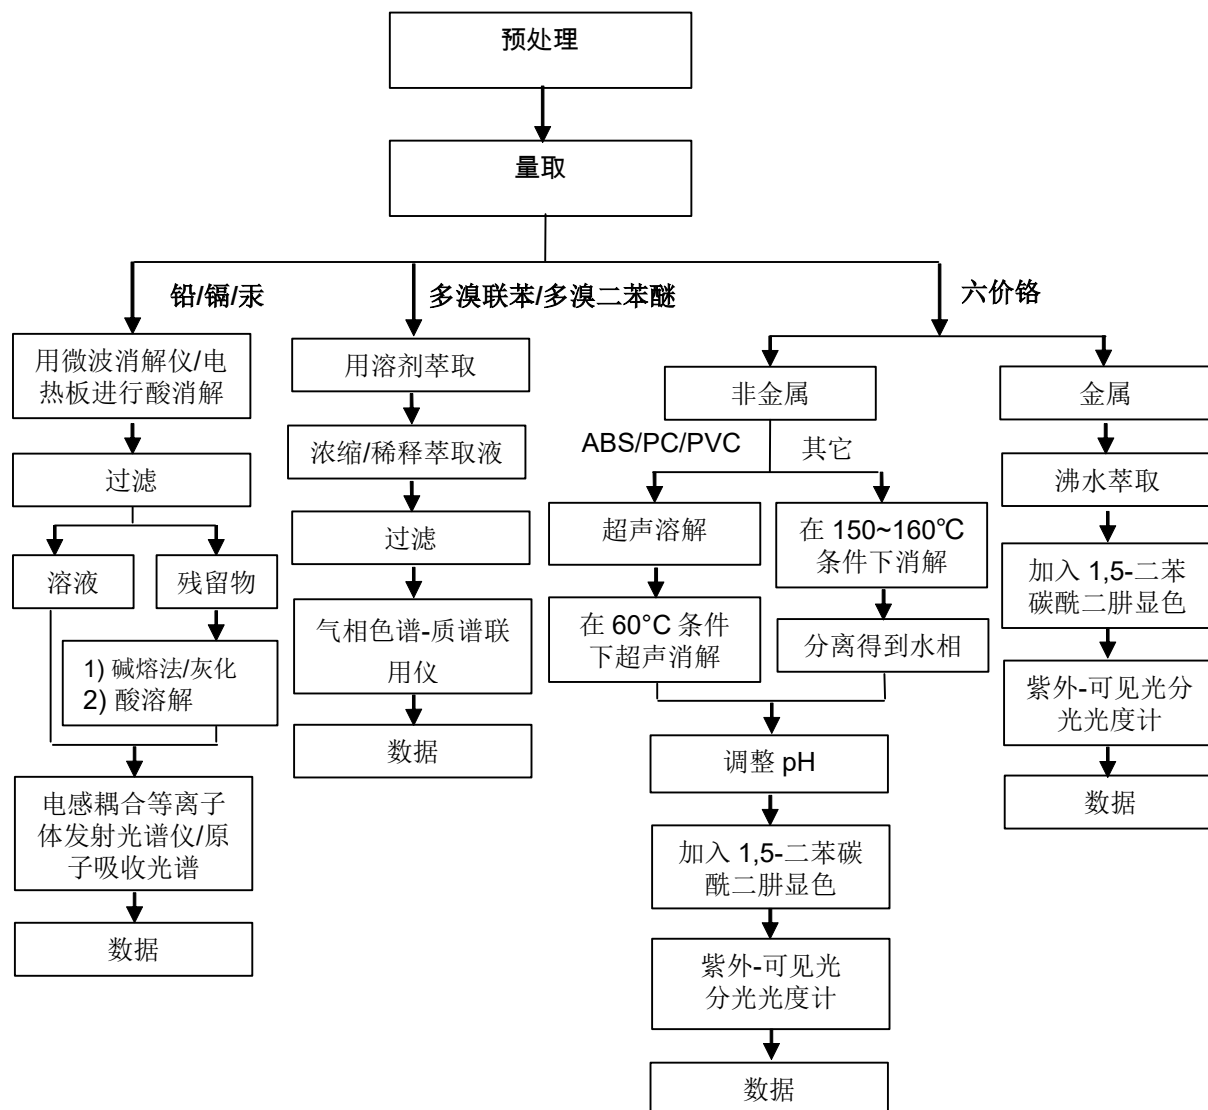 预处理
量取
铅/镉/汞
用微波消解仪/电
热板进行酸消解
过滤
溶液
残留物
1) 碱熔法/灰化
2) 酸溶解
电感耦合等离子
体发射光谱仪/原
子吸收光谱
数据
多溴联苯/多溴二苯醚
用溶剂萃取
浓缩/稀释萃取液
过滤
气相色谱-质谱联
用仪
数据
六价铬
非金属
ABS/PC/PVC
其它
超声溶解
在 60°C 条件
下超声消解
在 150~160℃
条件下消解
分离得到水相
调整 pH
加入 1,5-二苯碳
酰二肼显色
紫外-可见光
分光光度计
数据
金属
沸水萃取
加入 1,5-二苯
碳酰二肼显色
紫外-可见光分
光光度计
数据